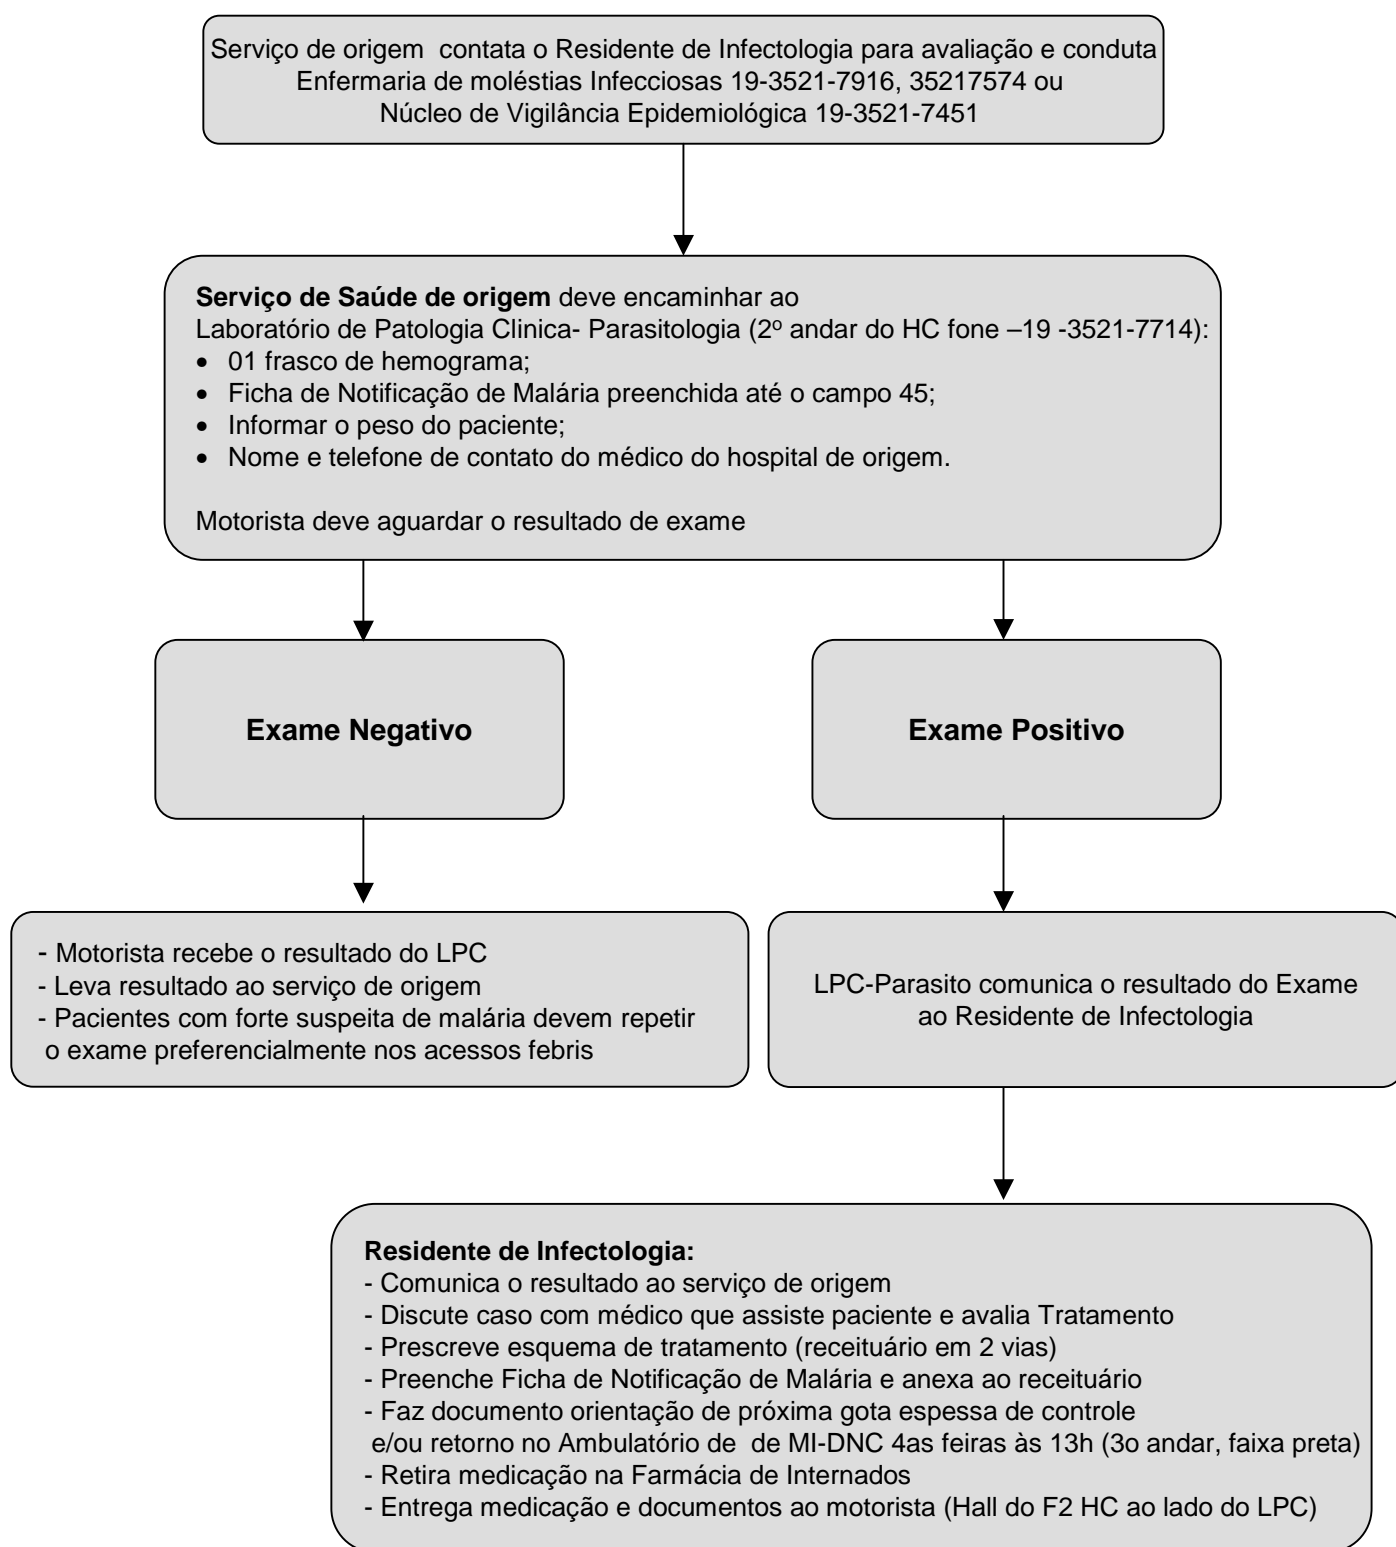 Serviço de origem contata o Residente de Infectologia para avaliação e conduta
Enfermaria de moléstias Infecciosas 19-3521-7916, 35217574 ou
Núcleo de Vigilância Epidemiológica 19-3521-7451
Serviço de Saúde de origem deve encaminhar ao
Laboratório de Patologia Clinica- Parasitologia (2º andar do HC fone –19 -3521-7714):
• 01 frasco de hemograma;
• Ficha de Notificação de Malária preenchida até o campo 45;
• Informar o peso do paciente;
• Nome e telefone de contato do médico do hospital de origem.
Motorista deve aguardar o resultado de exame
Exame Negativo
Exame Positivo
- Motorista recebe o resultado do LPC
- Leva resultado ao serviço de origem
- Pacientes com forte suspeita de malária devem repetir
o exame preferencialmente nos acessos febris
LPC-Parasito comunica o resultado do Exame
ao Residente de Infectologia
Residente de Infectologia:
- Comunica o resultado ao serviço de origem
- Discute caso com médico que assiste paciente e avalia Tratamento
- Prescreve esquema de tratamento (receituário em 2 vias)
- Preenche Ficha de Notificação de Malária e anexa ao receituário
- Faz documento orientação de próxima gota espessa de controle
e/ou retorno no Ambulatório de de MI-DNC 4as feiras às 13h (3o andar, faixa preta)
- Retira medicação na Farmácia de Internados
- Entrega medicação e documentos ao motorista (Hall do F2 HC ao lado do LPC)